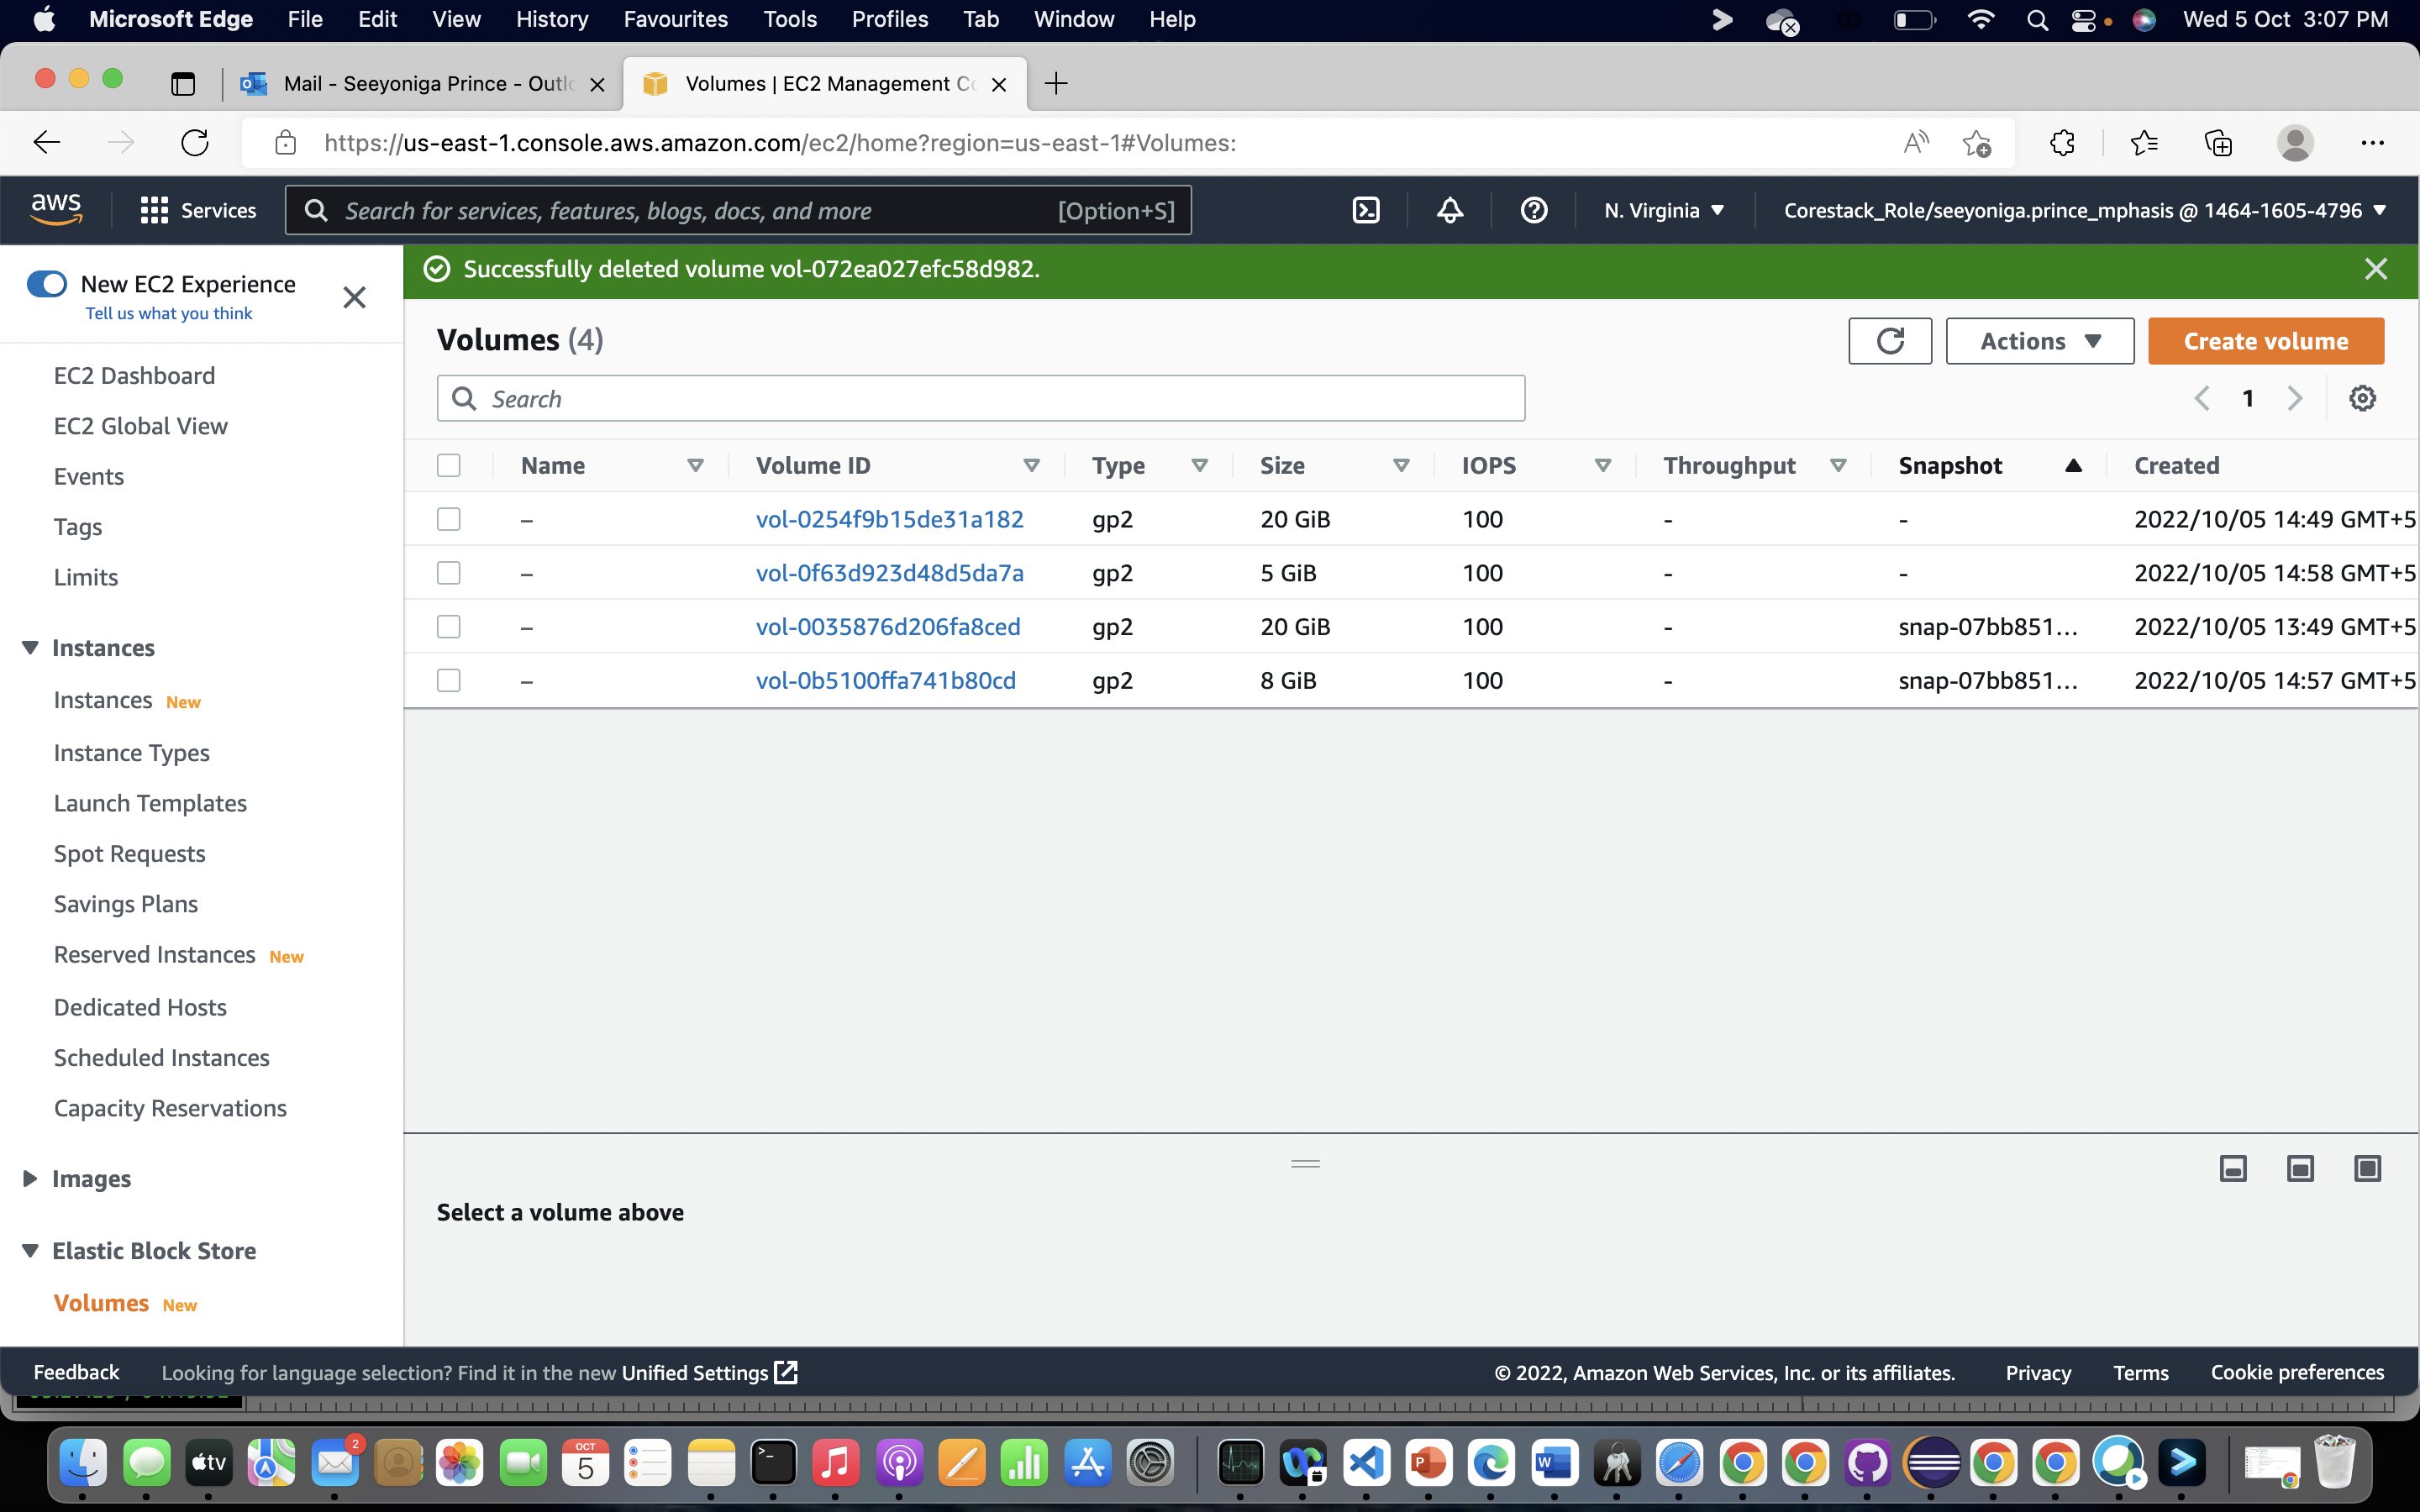 Microsoft Edge File Edit View History Favourites Tools Profiles Tab Window Help Wed 5 Oct 3:07 PM
Mail - Seeyoniga Prince - Outlo Volumes | EC2 Management Co
https://us-east-1.console.aws.amazon.com/ec2/home?region=us-east-1#Volumes:
aws Services Search for services, features, blogs, docs, and more [Option+S] N. Virginia Corestack_Role/seeyoniga.prince_mphasis @ 1464-1605-4796
New EC2 Experience
Tell us what you think
EC2 Dashboard
EC2 Global View
Events
Tags
Limits
Instances
Instances New
Instance Types
Launch Templates
Spot Requests
Savings Plans
Reserved Instances New
Dedicated Hosts
Scheduled Instances
Capacity Reservations
Images
Elastic Block Store
Volumes New
Successfully deleted volume vol-072ea027efc58d982.
Volumes (4) Actions Create volume
Search 1
Name Volume ID Type Size IOPS Throughput Snapshot Created
– vol-0254f9b15de31a182 gp2 20 GiB 100 - - 2022/10/05 14:49 GMT+5
– vol-0f63d923d48d5da7a gp2 5 GiB 100 - - 2022/10/05 14:58 GMT+5
– vol-0035876d206fa8ced gp2 20 GiB 100 - snap-07bb851... 2022/10/05 13:49 GMT+5
– vol-0b5100ffa741b80cd gp2 8 GiB 100 - snap-07bb851... 2022/10/05 14:57 GMT+5
Select a volume above
Feedback Looking for language selection? Find it in the new Unified Settings © 2022, Amazon Web Services, Inc. or its affiliates. Privacy Terms Cookie preferences
tv 2 OCT 5 P W